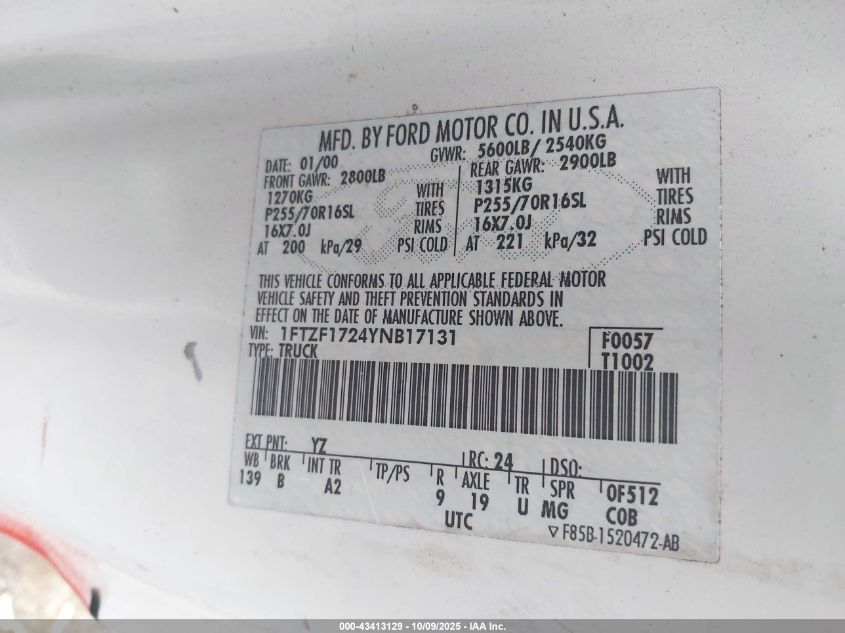 MFD. BY FORD MOTOR CO. IN U.S.A.
DATE: 01/00 GVWR: 5600LB/ 2540KG
FRONT GAWR: 2800LB REAR GAWR: 2900LB
1270KG WITH 1315KG WITH
P255/70R16SL TIRES P255/70R16SL TIRES
16X7.0J RIMS 16X7.0J RIMS
AT 200 kPa/29 PSI COLD AT 221 kPa/32 PSI COLD
THIS VEHICLE CONFORMS TO ALL APPLICABLE FEDERAL MOTOR
VEHICLE SAFETY AND THEFT PREVENTION STANDARDS IN
EFFECT ON THE DATE OF MANUFACTURE SHOWN ABOVE.
VIN: 1FTZF1724YNB17131 F0057
TYPE: TRUCK T1002
EXT PNT: YZ RC: 24 DSO:
WB BRK INT TR TP/PS R AXLE TR SPR 0F512
139 B A2 9 19 U MG COB
UTC ▽ F85B-1520472-AB
000-43413129 - 10/09/2025 - IAA Inc.